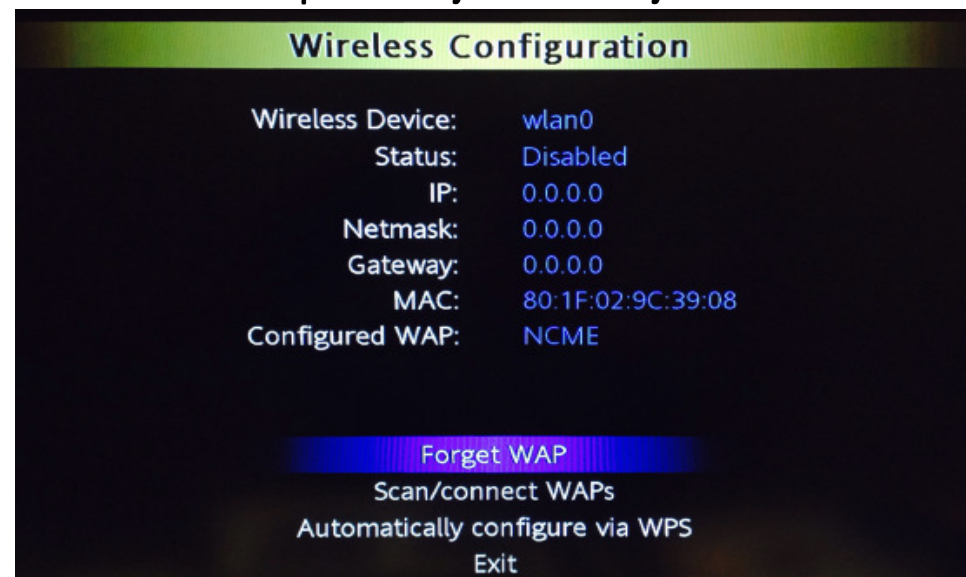 Wireless Configuration
Wireless Device: wlan0
Status: Disabled
IP: 0.0.0.0
Netmask: 0.0.0.0
Gateway: 0.0.0.0
MAC: 80:1F:02:9C:39:08
Configured WAP: NCME
Forget WAP
Scan/connect WAPs
Automatically configure via WPS
Exit